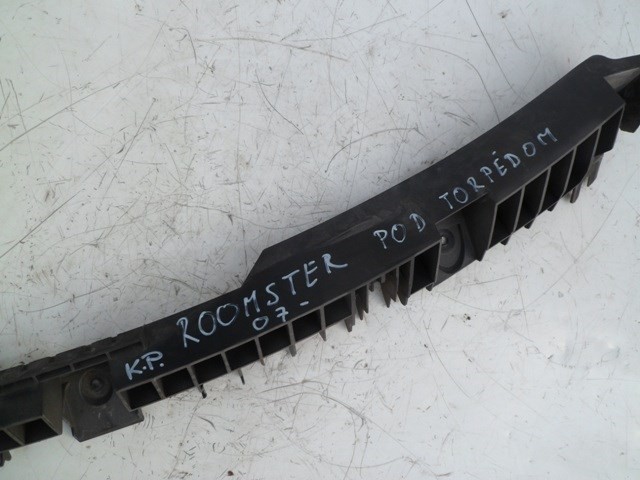 K.P. ROOMSTER POD TORPÉDOM
07-